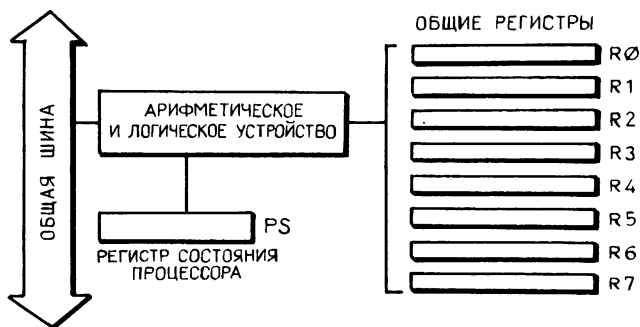 ОБЩАЯ ШИНА
АРИФМЕТИЧЕСКОЕ
И ЛОГИЧЕСКОЕ УСТРОЙСТВО
PS
РЕГИСТР СОСТОЯНИЯ
ПРОЦЕССОРА
ОБЩИЕ РЕГИСТРЫ
RØ
R1
R2
R3
R4
R5
R6
R7